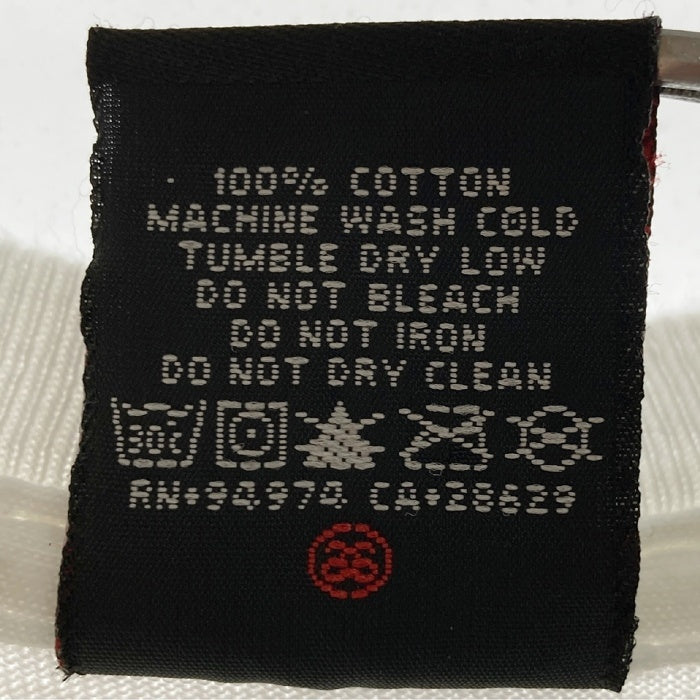 100% COTTON
MACHINE WASH COLD
TUMBLE DRY LOW
DO NOT BLEACH
DO NOT IRON
DO NOT DRY CLEAN
30C
RN#94974 CA#28629